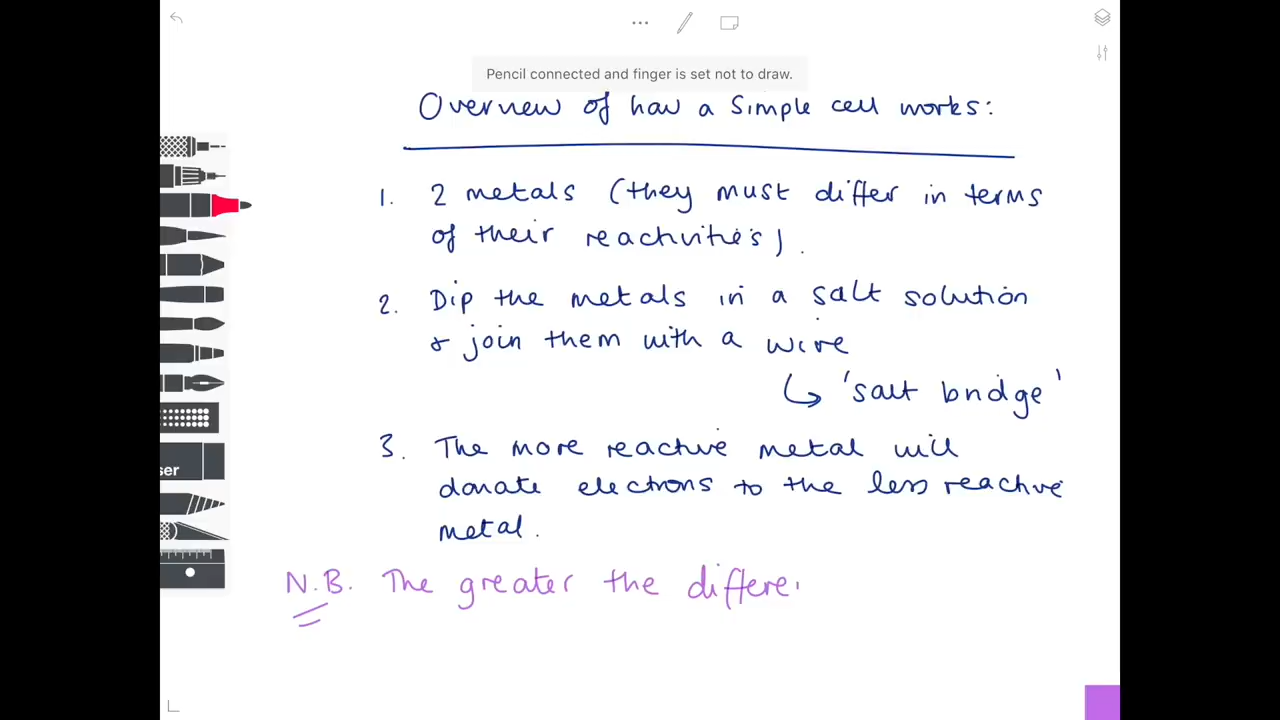 Pencil connected and finger is set not to draw.
Overview of how a simple cell works:
1. 2 metals (they must differ in terms
of their reactivities).
2. Dip the metals in a salt solution
& join them with a wire
↳ 'salt bridge'
3. The more reactive metal will
donate electrons to the less reactive
metal.
ser
N.B. The greater the differe